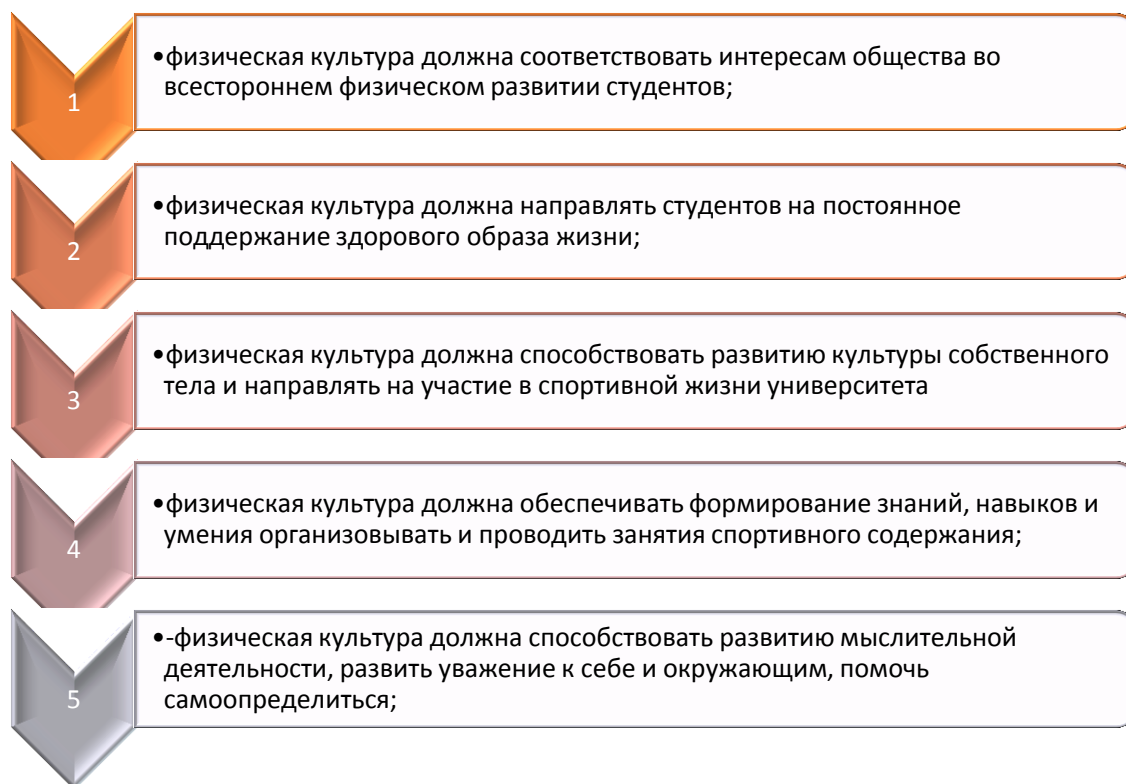 1
•физическая культура должна соответствовать интересам общества во
всестороннем физическом развитии студентов;
2
•физическая культура должна направлять студентов на постоянное
поддержание здорового образа жизни;
3
•физическая культура должна способствовать развитию культуры собственного
тела и направлять на участие в спортивной жизни университета
4
•физическая культура должна обеспечивать формирование знаний, навыков и
умения организовывать и проводить занятия спортивного содержания;
5
•-физическая культура должна способствовать развитию мыслительной
деятельности, развить уважение к себе и окружающим, помочь
самоопределиться;